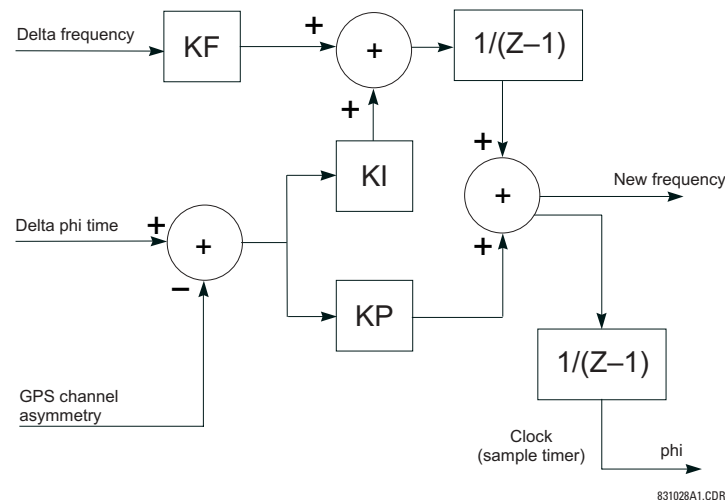 Delta frequency
KF
+
+
1/(Z–1)
+
+
KI
+
New frequency
Delta phi time
+
+
+
–
KP
1/(Z–1)
GPS channel
asymmetry
Clock
(sample timer)
phi
831028A1.CDR